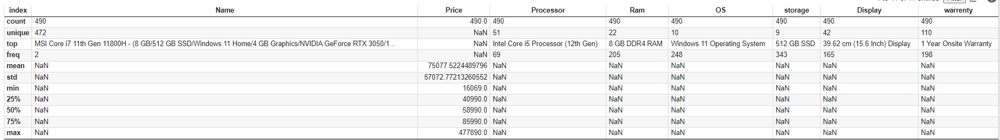 index Name Price Processor Ram OS storage Display warrenty
count 490 490.0 490 490 490 490 490 490
unique 472 NaN 51 22 10 9 42 110
top MSI Core i7 11th Gen 11800H - (8 GB/512 GB SSD/Windows 11 Home/4 GB Graphics/NVIDIA GeForce RTX 3050/1... NaN Intel Core i5 Processor (12th Gen) 8 GB DDR4 RAM Windows 11 Operating System 512 GB SSD 39.62 cm (15.6 Inch) Display 1 Year Onsite Warranty
freq 2 NaN 69 205 248 343 165 198
mean NaN 75077.5224489796 NaN NaN NaN NaN NaN NaN
std NaN 57072.77213260552 NaN NaN NaN NaN NaN NaN
min NaN 16069.0 NaN NaN NaN NaN NaN NaN
25% NaN 40990.0 NaN NaN NaN NaN NaN NaN
50% NaN 58990.0 NaN NaN NaN NaN NaN NaN
75% NaN 85990.0 NaN NaN NaN NaN NaN NaN
max NaN 477890.0 NaN NaN NaN NaN NaN NaN